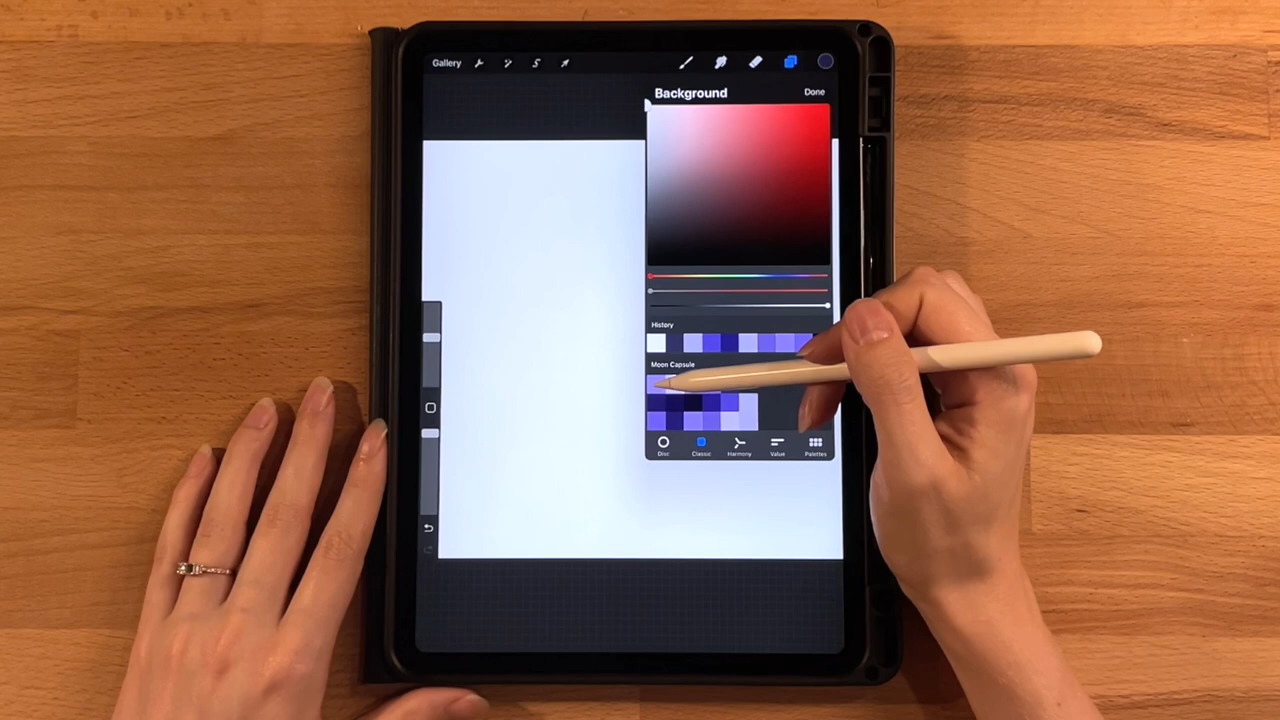 Gallery
Background Done
History
Moon Capsule
Disc Classic Harmony Value Palettes